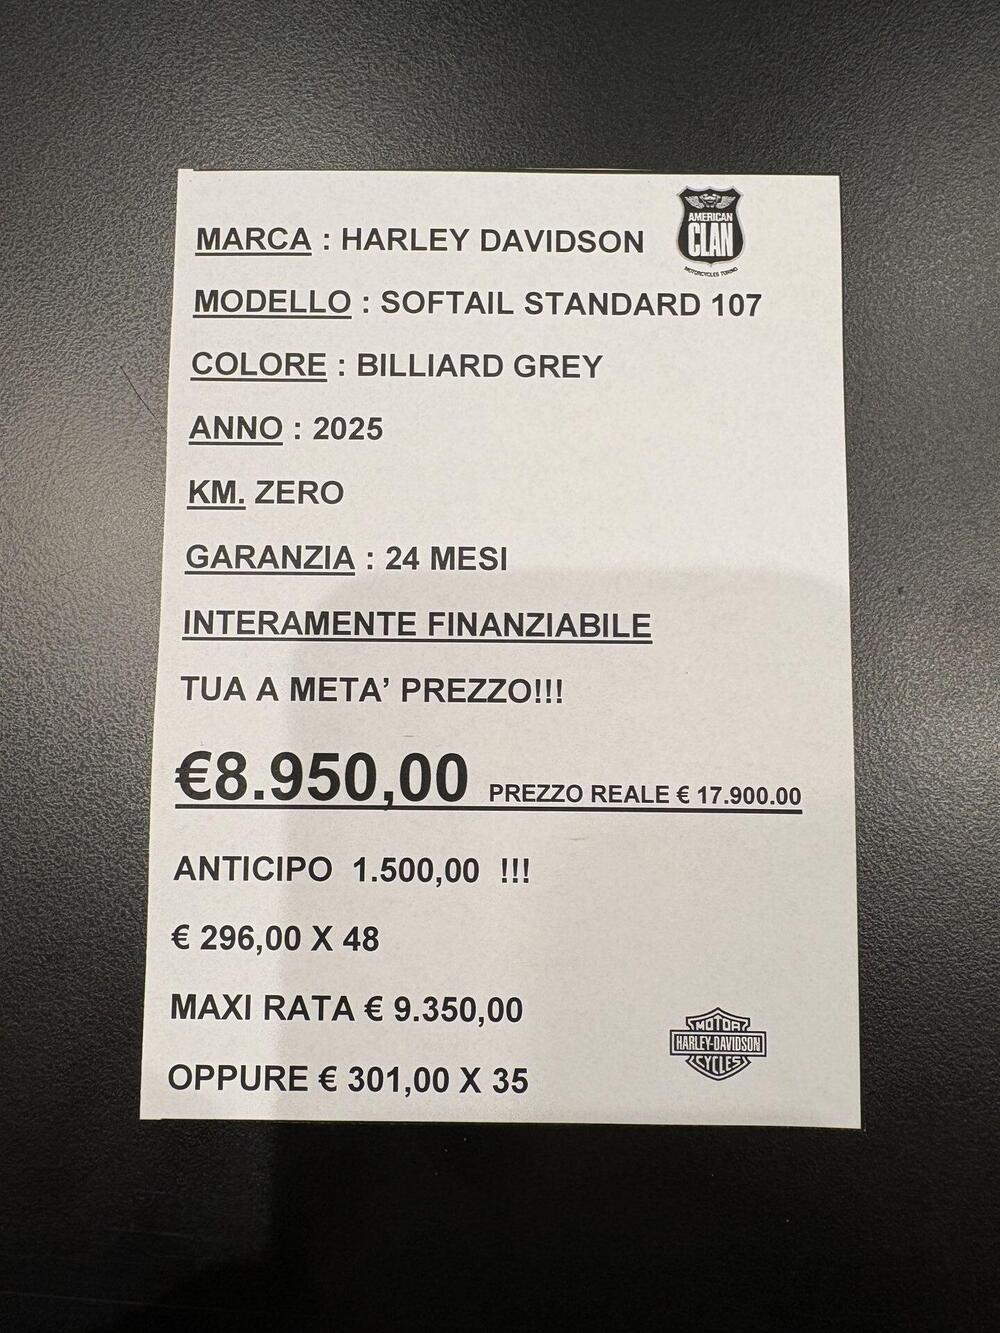 MARCA : HARLEY DAVIDSON
AMERICAN
CLAN
MOTORCYCLES TORINO
MODELLO : SOFTAIL STANDARD 107
COLORE : BILLIARD GREY
ANNO : 2025
KM. ZERO
GARANZIA : 24 MESI
INTERAMENTE FINANZIABILE
TUA A META’ PREZZO!!!
€8.950,00 PREZZO REALE € 17.900.00
ANTICIPO 1.500,00 !!!
€ 296,00 X 48
MAXI RATA € 9.350,00
OPPURE € 301,00 X 35
MOTOR
HARLEY-DAVIDSON
CYCLES